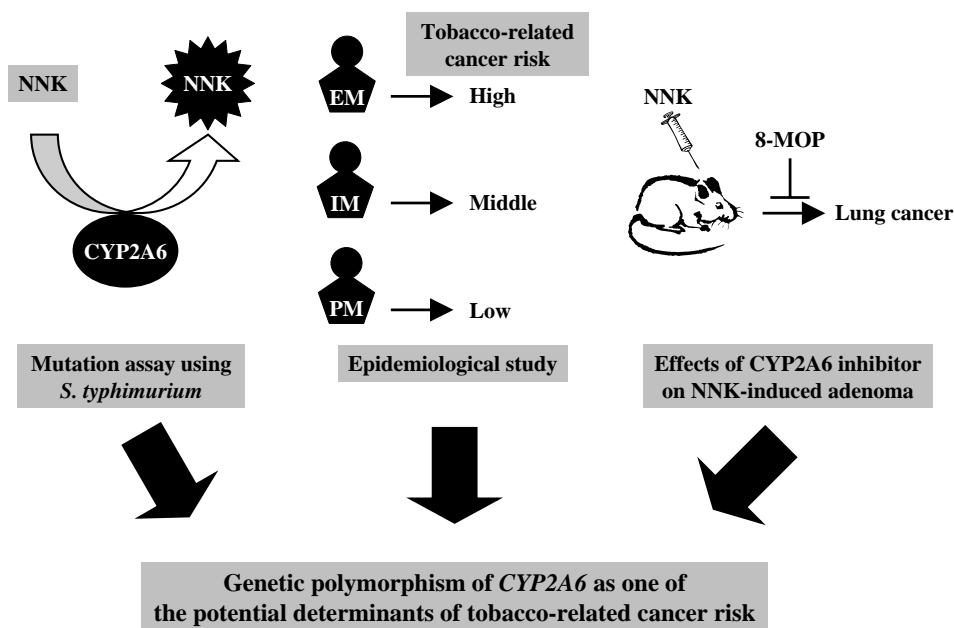 NNK
NNK
CYP2A6
Mutation assay using
S. typhimurium
Tobacco-related
cancer risk
EM
High
IM
Middle
PM
Low
Epidemiological study
NNK
8-MOP
Lung cancer
Effects of CYP2A6 inhibitor
on NNK-induced adenoma
Genetic polymorphism of CYP2A6 as one of
the potential determinants of tobacco-related cancer risk